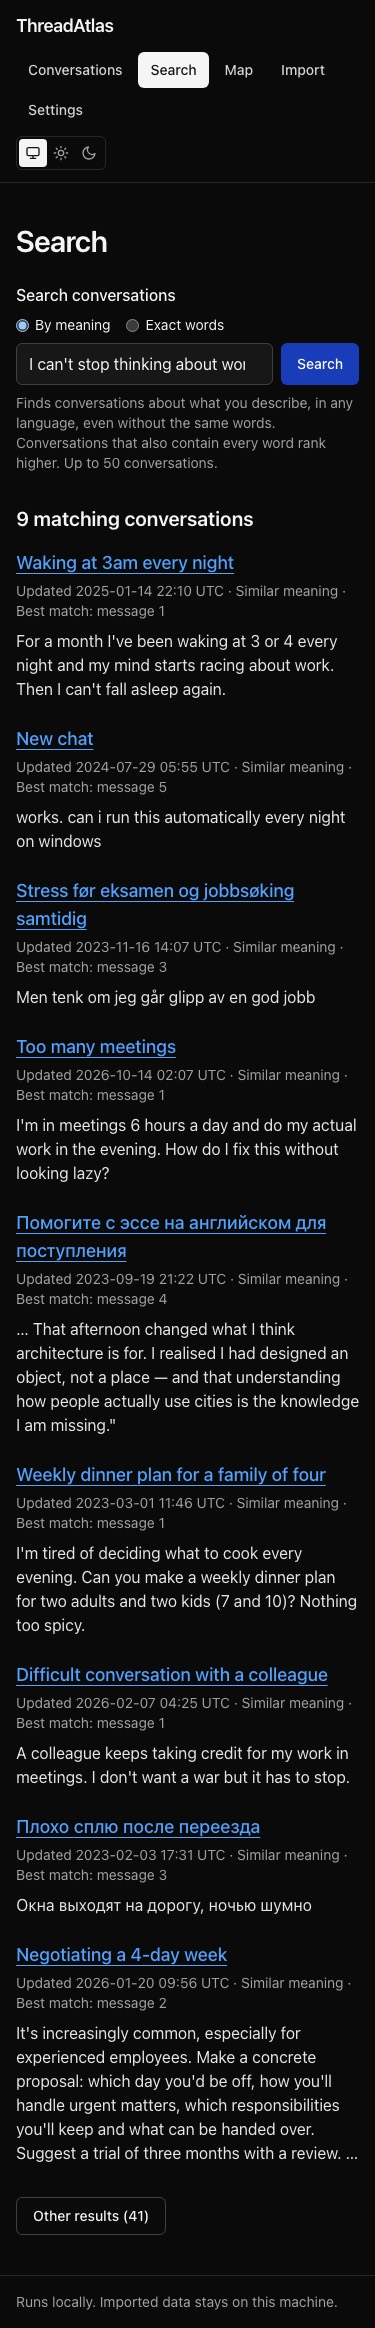 ThreadAtlas
Conversations Search Map Import
Settings
Search
Search conversations
By meaning Exact words
I can't stop thinking about Search
Finds conversations about what you describe, in any
language, even without the same words.
Conversations that also contain every word rank
higher. Up to 50 conversations.
9 matching conversations
Waking at 3am every night
Updated 2025-01-14 22:10 UTC · Similar meaning ·
Best match: message 1
For a month I've been waking at 3 or 4 every
night and my mind starts racing about work.
Then I can't fall asleep again.
New chat
Updated 2024-07-29 05:55 UTC · Similar meaning ·
Best match: message 5
works. can i run this automatically every night
on windows
Stress før eksamen og jobbsøking
samtidig
Updated 2023-11-16 14:07 UTC · Similar meaning ·
Best match: message 3
Men tenk om jeg går glipp av en god jobb
Too many meetings
Updated 2026-10-14 02:07 UTC · Similar meaning ·
Best match: message 1
I'm in meetings 6 hours a day and do my actual
work in the evening. How do I fix this without
looking lazy?
Помогите с эссе на английском для
поступления
Updated 2023-09-19 21:22 UTC · Similar meaning ·
Best match: message 4
... That afternoon changed what I think
architecture is for. I realised I had designed an
object, not a place — and that understanding
how people actually use cities is the knowledge
I am missing."
Weekly dinner plan for a family of four
Updated 2023-03-01 11:46 UTC · Similar meaning ·
Best match: message 1
I'm tired of deciding what to cook every
evening. Can you make a weekly dinner plan
for two adults and two kids (7 and 10)? Nothing
too spicy.
Difficult conversation with a colleague
Updated 2026-02-07 04:25 UTC · Similar meaning ·
Best match: message 1
A colleague keeps taking credit for my work in
meetings. I don't want a war but it has to stop.
Плохо сплю после переезда
Updated 2023-02-03 17:31 UTC · Similar meaning ·
Best match: message 3
Окна выходят на дорогу, ночью шумно
Negotiating a 4-day week
Updated 2026-01-20 09:56 UTC · Similar meaning ·
Best match: message 2
It's increasingly common, especially for
experienced employees. Make a concrete
proposal: which day you'd be off, how you'll
handle urgent matters, which responsibilities
you'll keep and what can be handed over.
Suggest a trial of three months with a review. ...
Other results (41)
Runs locally. Imported data stays on this machine.